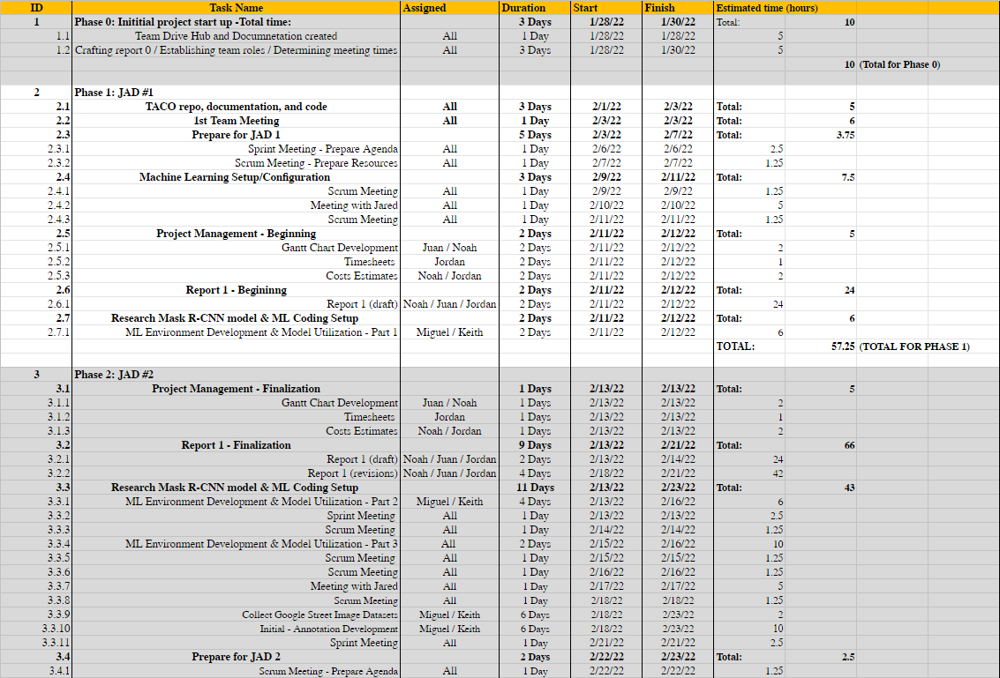 ID Task Name Assigned Duration Start Finish Estimated time (hours)
1 Phase 0: Inititial project start up -Total time: 3 Days 1/28/22 1/30/22 Total: 10
1.1 Team Drive Hub and Documnetation created All 1 Day 1/28/22 1/28/22 5
1.2 Crafting report 0 / Establishing team roles / Determining meeting times All 3 Days 1/28/22 1/30/22 5
10 (Total for Phase 0)
2 Phase 1: JAD #1
2.1 TACO repo, documentation, and code All 3 Days 2/1/22 2/3/22 Total: 5
2.2 1st Team Meeting All 1 Day 2/3/22 2/3/22 Total: 6
2.3 Prepare for JAD 1 5 Days 2/3/22 2/7/22 Total: 3.75
2.3.1 Sprint Meeting - Prepare Agenda All 1 Day 2/6/22 2/6/22 2.5
2.3.2 Scrum Meeting - Prepare Resources All 1 Day 2/7/22 2/7/22 1.25
2.4 Machine Learning Setup/Configuration 3 Days 2/9/22 2/11/22 Total: 7.5
2.4.1 Scrum Meeting All 1 Day 2/9/22 2/9/22 1.25
2.4.2 Meeting with Jared All 1 Day 2/10/22 2/10/22 5
2.4.3 Scrum Meeting All 1 Day 2/11/22 2/11/22 1.25
2.5 Project Management - Beginning 2 Days 2/11/22 2/12/22 Total: 5
2.5.1 Gantt Chart Development Juan / Noah 2 Days 2/11/22 2/12/22 2
2.5.2 Timesheets Jordan 2 Days 2/11/22 2/12/22 1
2.5.3 Costs Estimates Noah / Jordan 2 Days 2/11/22 2/12/22 2
2.6 Report 1 - Begininng 2 Days 2/11/22 2/12/22 Total: 24
2.6.1 Report 1 (draft) Noah / Juan / Jordan 2 Days 2/11/22 2/12/22 24
2.7 Research Mask R-CNN model & ML Coding Setup 2 Days 2/11/22 2/12/22 Total: 6
2.7.1 ML Environment Development & Model Utilization - Part 1 Miguel / Keith 2 Days 2/11/22 2/12/22 6
TOTAL: 57.25 (TOTAL FOR PHASE 1)
3 Phase 2: JAD #2
3.1 Project Management - Finalization 1 Days 2/13/22 2/13/22 Total: 5
3.1.1 Gantt Chart Development Juan / Noah 1 Days 2/13/22 2/13/22 2
3.1.2 Timesheets Jordan 1 Days 2/13/22 2/13/22 1
3.1.3 Costs Estimates Noah / Jordan 1 Days 2/13/22 2/13/22 2
3.2 Report 1 - Finalization 9 Days 2/13/22 2/21/22 Total: 66
3.2.1 Report 1 (draft) Noah / Juan / Jordan 2 Days 2/13/22 2/14/22 24
3.2.2 Report 1 (revisions) Noah / Juan / Jordan 4 Days 2/18/22 2/21/22 42
3.3 Research Mask R-CNN model & ML Coding Setup 11 Days 2/13/22 2/23/22 Total: 43
3.3.1 ML Environment Development & Model Utilization - Part 2 Miguel / Keith 4 Days 2/13/22 2/16/22 6
3.3.2 Sprint Meeting All 1 Day 2/13/22 2/13/22 2.5
3.3.3 Scrum Meeting All 1 Day 2/14/22 2/14/22 1.25
3.3.4 ML Environment Development & Model Utilization - Part 3 All 2 Days 2/15/22 2/16/22 10
3.3.5 Scrum Meeting All 1 Day 2/15/22 2/15/22 1.25
3.3.6 Scrum Meeting All 1 Day 2/16/22 2/16/22 1.25
3.3.7 Meeting with Jared All 1 Day 2/17/22 2/17/22 5
3.3.8 Scrum Meeting All 1 Day 2/18/22 2/18/22 1.25
3.3.9 Collect Google Street Image Datasets Miguel / Keith 6 Days 2/18/22 2/23/22 2
3.3.10 Initial - Annotation Development Miguel / Keith 6 Days 2/18/22 2/23/22 10
3.3.11 Sprint Meeting All 1 Day 2/21/22 2/21/22 2.5
3.4 Prepare for JAD 2 2 Days 2/22/22 2/23/22 Total: 2.5
3.4.1 Scrum Meeting - Prepare Agenda All 1 Day 2/22/22 2/22/22 1.25